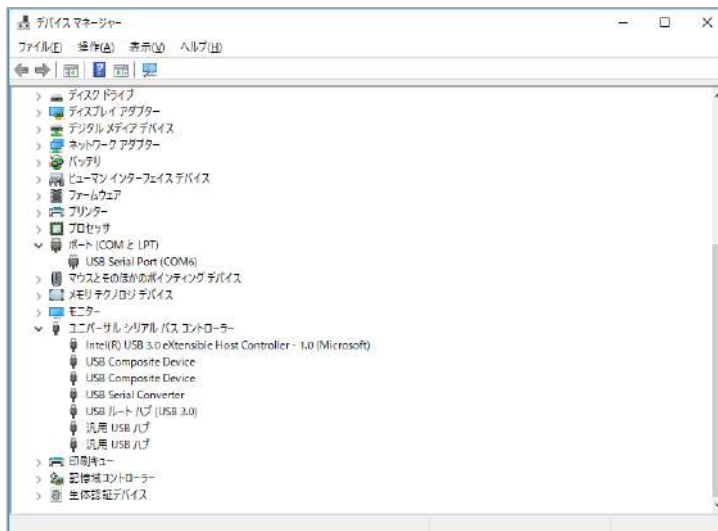 デバイス マネージャー
ファイル(F) 操作(A) 表示(V) ヘルプ(H)
ディスク ドライブ
ディスプレイ アダプター
デジタル メディア デバイス
ネットワーク アダプター
バッテリ
ヒューマン インターフェイス デバイス
ファームウェア
プリンター
プロセッサ
ポート (COM と LPT)
USB Serial Port (COM6)
マウスとそのほかのポインティング デバイス
メモリ テクノロジ デバイス
モニター
ユニバーサル シリアル バス コントローラー
Intel(R) USB 3.0 eXtensible Host Controller - 1.0 (Microsoft)
USB Composite Device
USB Composite Device
USB Serial Converter
USB ルート ハブ (USB 3.0)
汎用 USB ハブ
汎用 USB ハブ
印刷キュー
記憶域コントローラー
生体認証デバイス